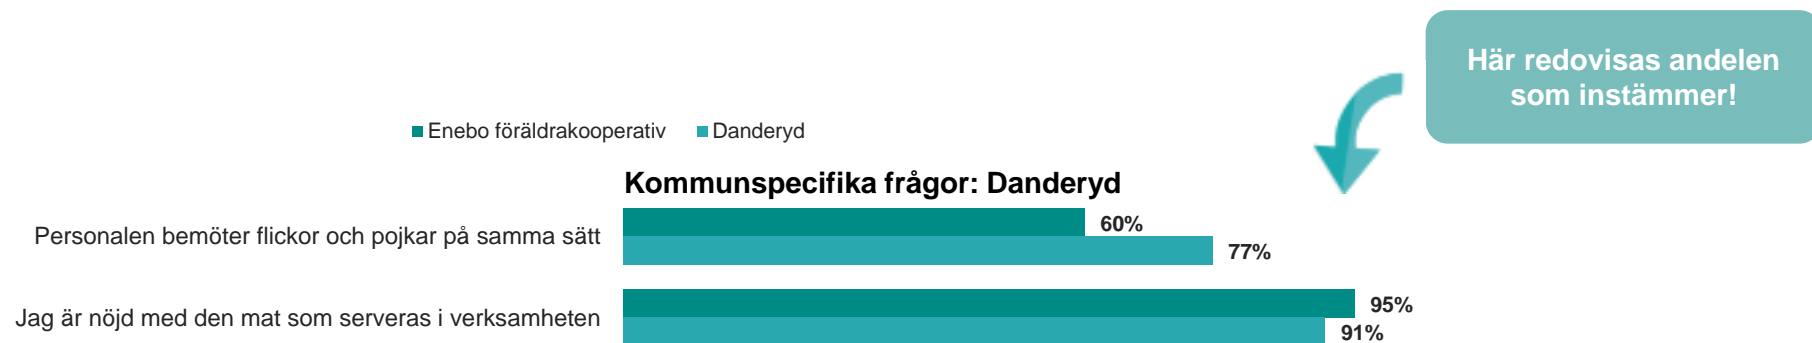 Här redovisas andelen
som instämmer!
Enebo föräldrakooperativ Danderyd
Kommunspecifika frågor: Danderyd
Personalen bemöter flickor och pojkar på samma sätt
60%
77%
Jag är nöjd med den mat som serveras i verksamheten
95%
91%